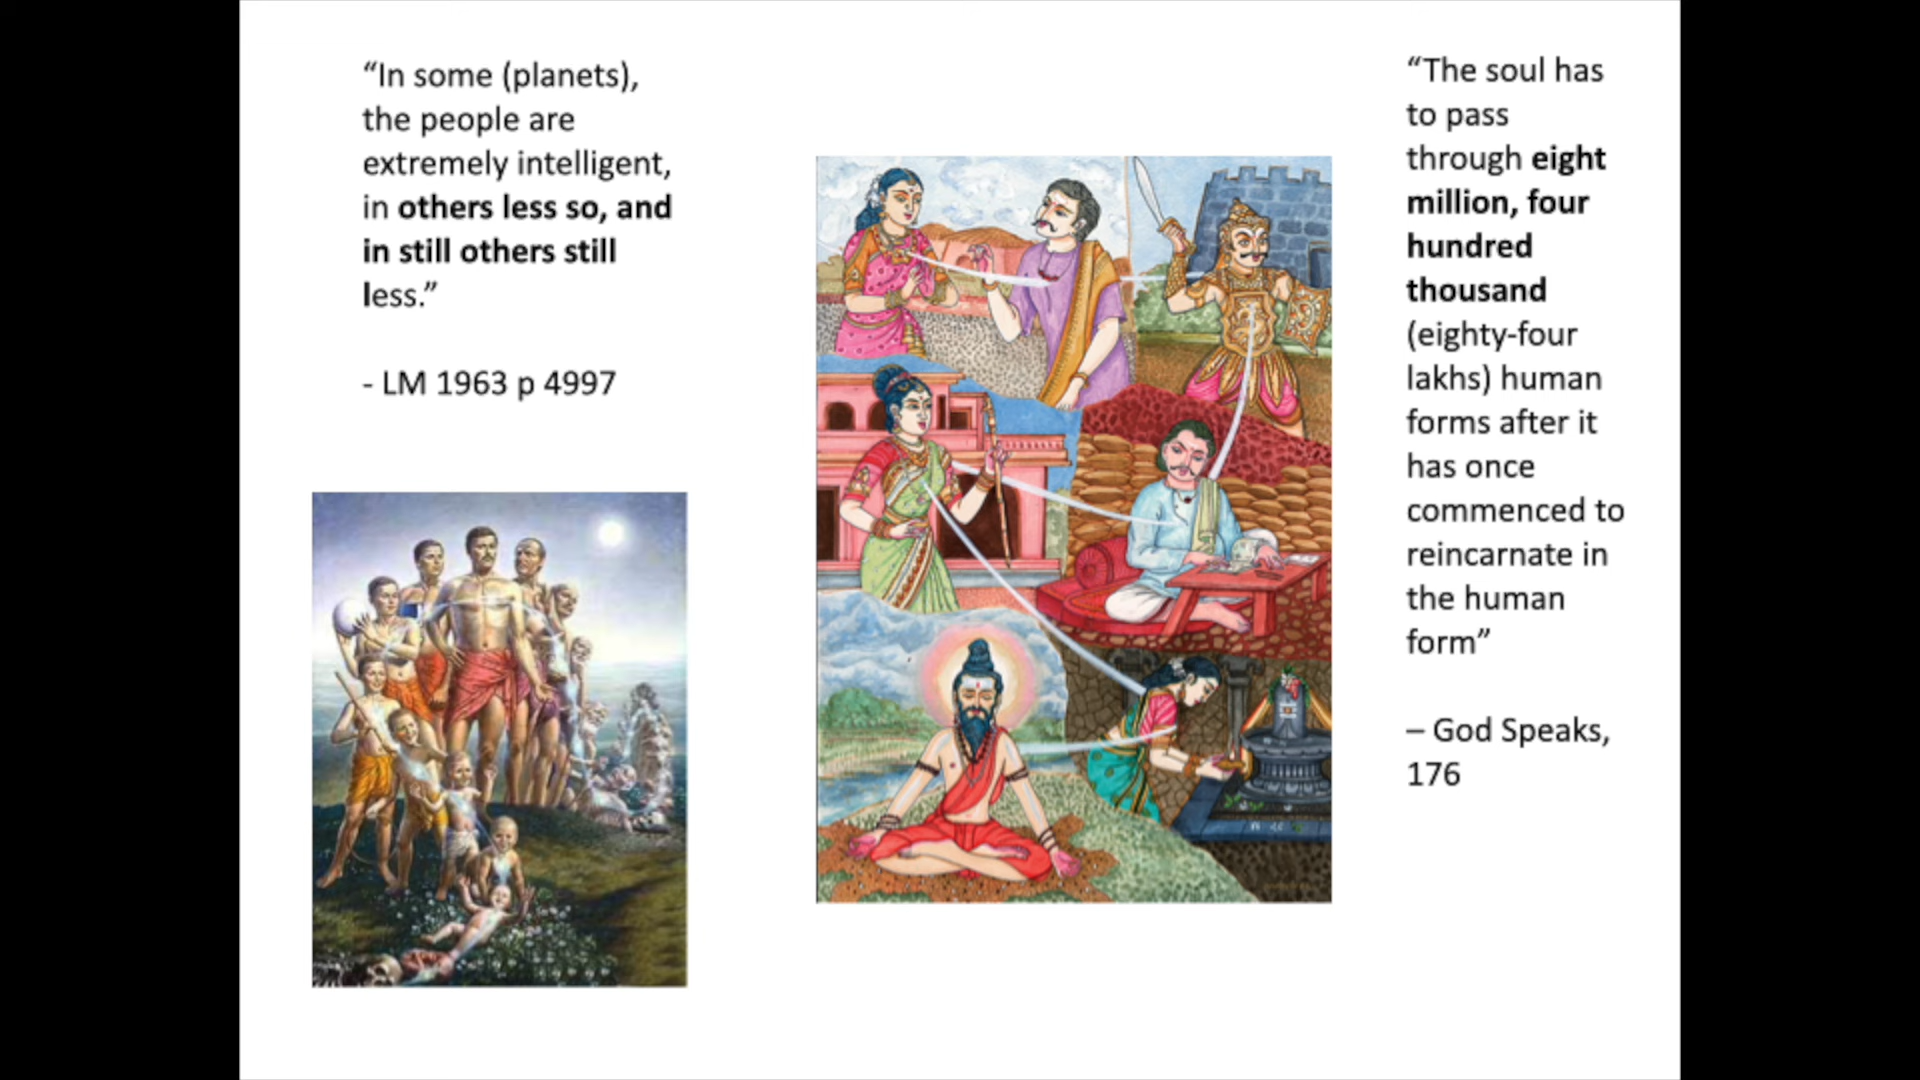 “In some (planets),
the people are
extremely intelligent,
in others less so, and
in still others still
less.”
- LM 1963 p 4997
“The soul has
to pass
through eight
million, four
hundred
thousand
(eighty-four
lakhs) human
forms after it
has once
commenced to
reincarnate in
the human
form”
– God Speaks,
176